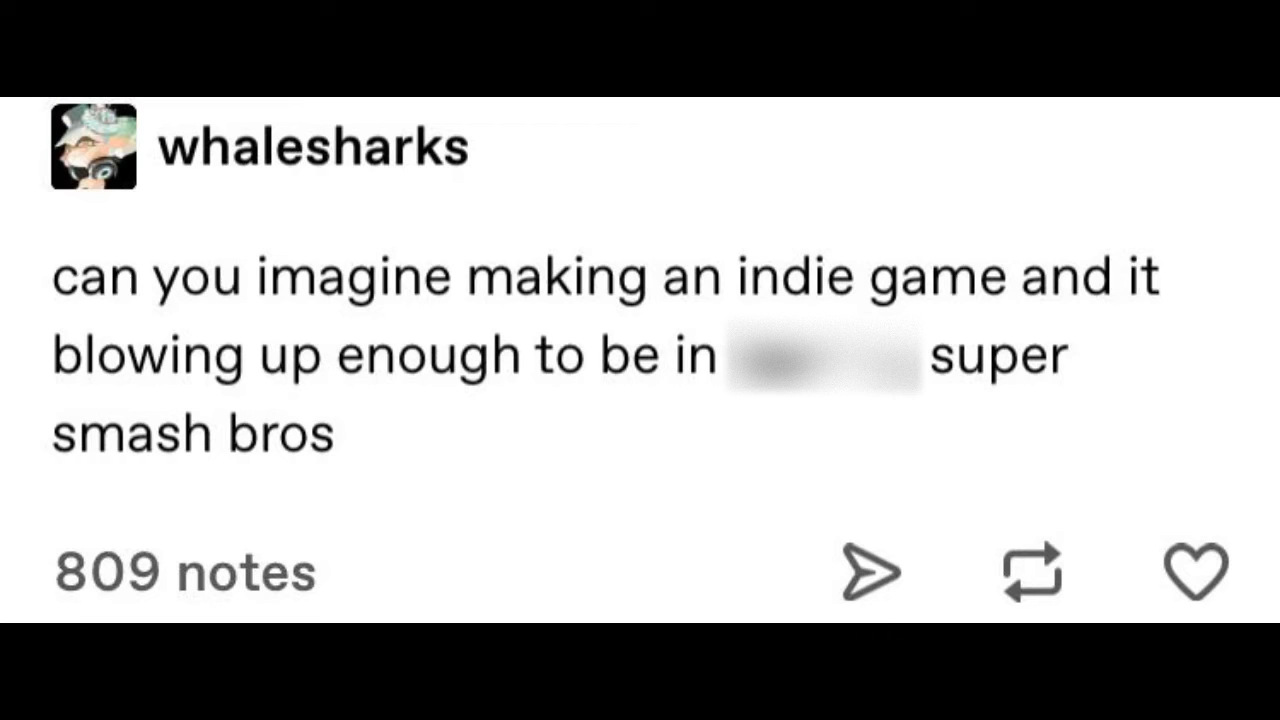 whalesharks
can you imagine making an indie game and it
blowing up enough to be in super
smash bros
809 notes